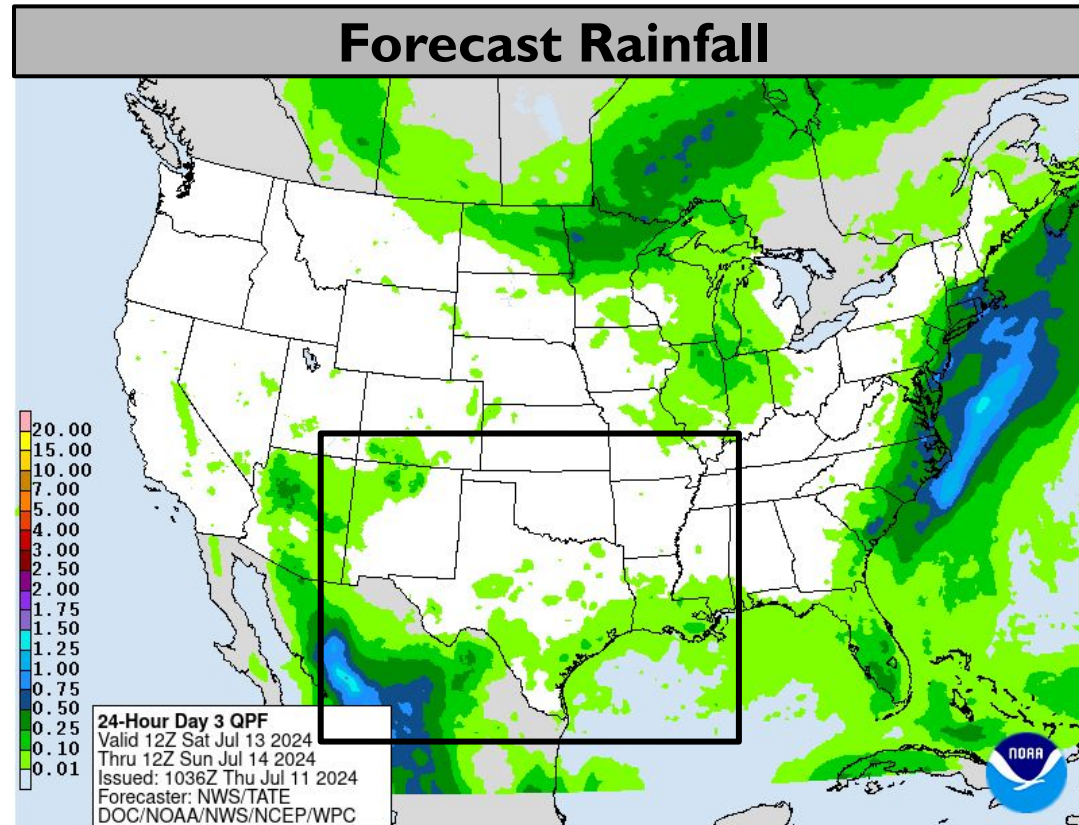 Forecast Rainfall
20.00
15.00
10.00
7.00
5.00
4.00
3.00
2.50
2.00
1.75
1.50
1.25
1.00
0.75
0.50
0.25
0.10
0.01
24-Hour Day 3 QPF
Valid 12Z Sat Jul 13 2024
Thru 12Z Sun Jul 14 2024
Issued: 1036Z Thu Jul 11 2024
Forecaster: NWS/TATE
DOC/NOAA/NWS/NCEP/WPC
NOAA